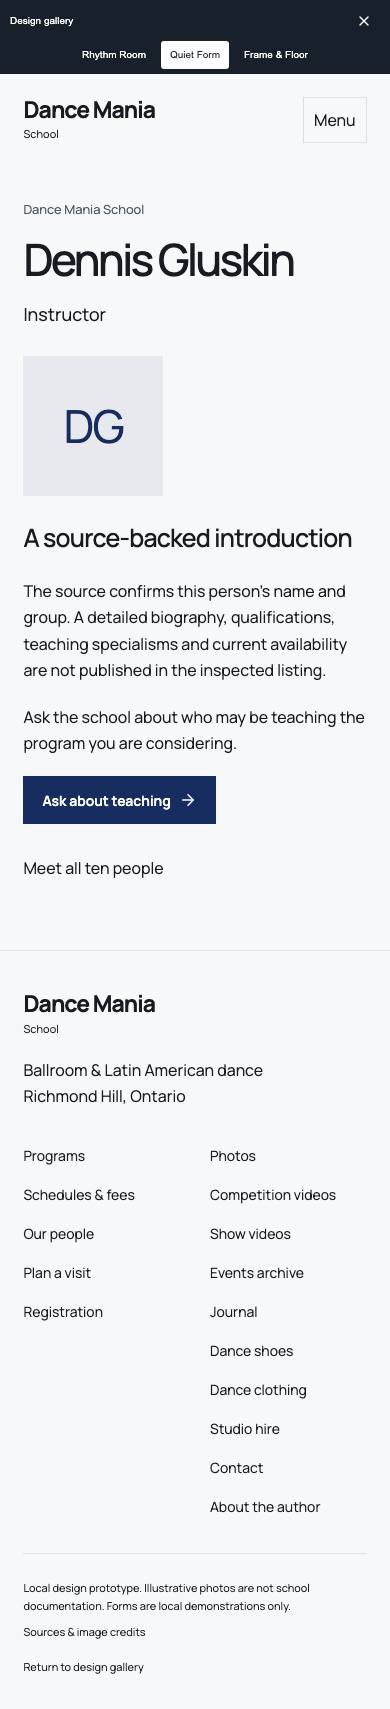 Design gallery
Rhythm Room
Quiet Form
Frame & Floor
Dance Mania
School
Menu
Dance Mania School
Dennis Gluskin
Instructor
DG
A source-backed introduction
The source confirms this person's name and
group. A detailed biography, qualifications,
teaching specialisms and current availability
are not published in the inspected listing.
Ask the school about who may be teaching the
program you are considering.
Ask about teaching
Meet all ten people
Dance Mania
School
Ballroom & Latin American dance
Richmond Hill, Ontario
Programs
Schedules & fees
Our people
Plan a visit
Registration
Photos
Competition videos
Show videos
Events archive
Journal
Dance shoes
Dance clothing
Studio hire
Contact
About the author
Local design prototype. Illustrative photos are not school
documentation. Forms are local demonstrations only.
Sources & image credits
Return to design gallery